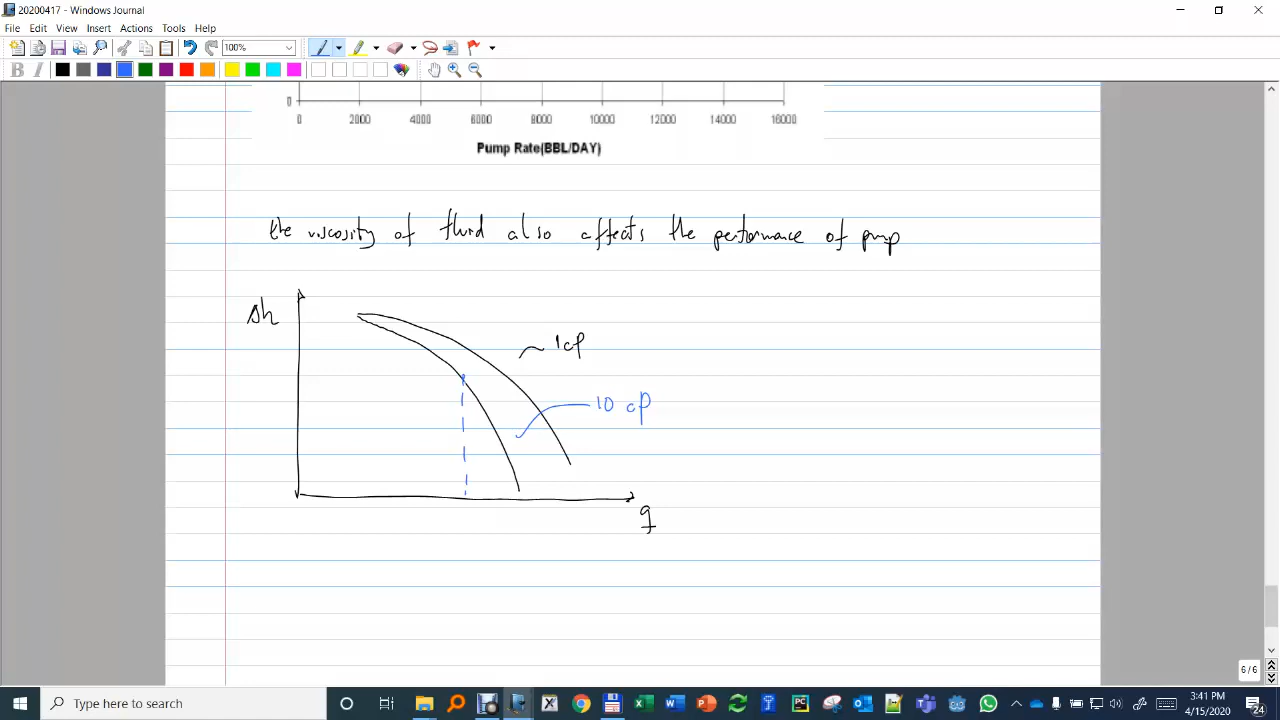 20200417 - Windows Journal
File Edit View Insert Actions Tools Help
100%
B I
0
0 2000 4000 6000 8000 10000 12000 14000 16000
Pump Rate(BBL/DAY)
the viscosity of fluid also affects the performance of pump
Δh
1 cP
10 cP
q
6 / 6
Type here to search
3:41 PM
4/15/2020
24